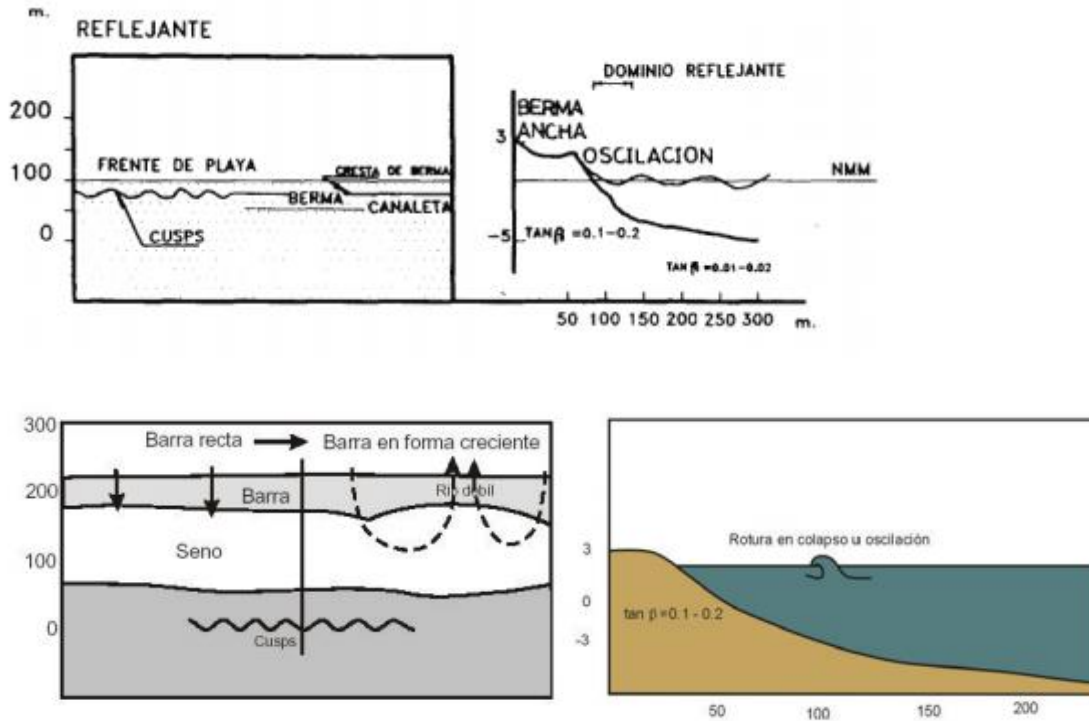 m.
REFLEJANTE
200
100
0
FRENTE DE PLAYA
CRESTA DE BERMA
BERMA
CANALETA
CUSPS
DOMINIO REFLEJANTE
BERMA
ANCHA
3
OSCILACION
NMM
-5
TAN β =0.1-0.2
TAN β =0.01-0.02
50 100 150 200 250 300 m.
300
200
100
0
Barra recta
Barra en forma creciente
Barra
Rip debil
Seno
Cusps
Rotura en colapso u oscilación
3
0
-3
tan β =0.1 - 0.2
50 100 150 200